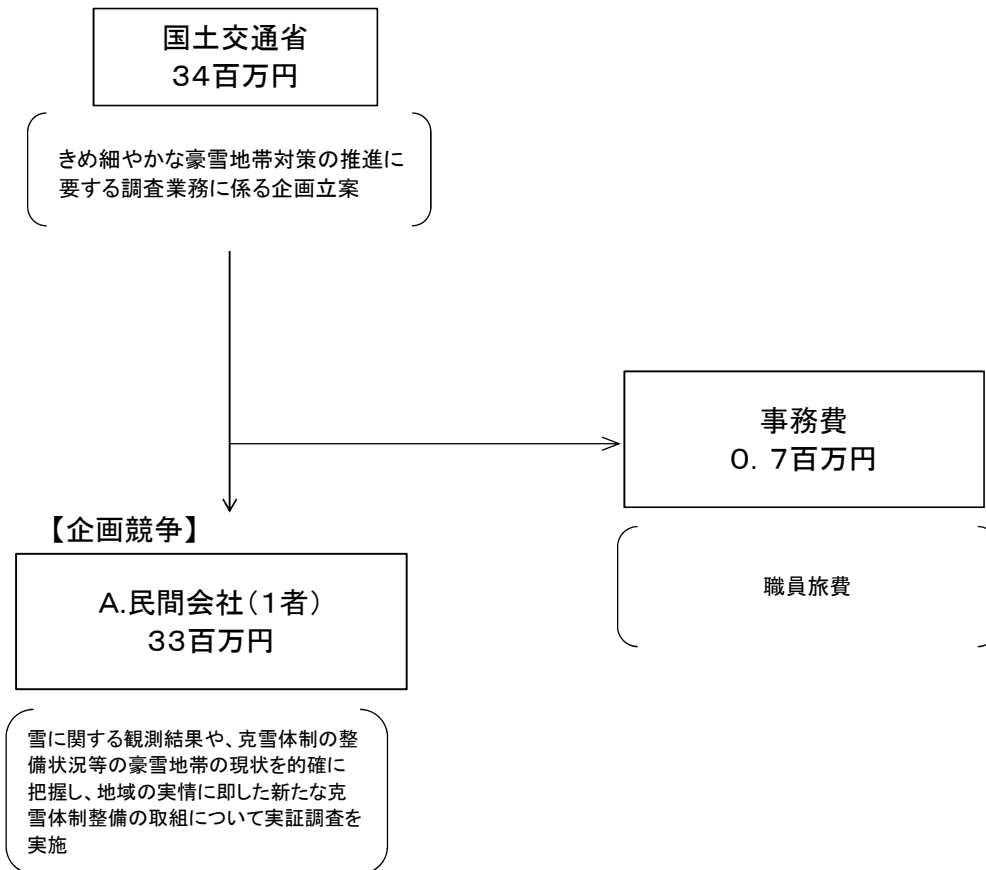 国土交通省
34百万円
きめ細やかな豪雪地帯対策の推進に
要する調査業務に係る企画立案
事務費
０．７百万円
職員旅費
【企画競争】
A.民間会社（１者）
33百万円
雪に関する観測結果や、克雪体制の整
備状況等の豪雪地帯の現状を的確に
把握し、地域の実情に即した新たな克
雪体制整備の取組について実証調査を
実施